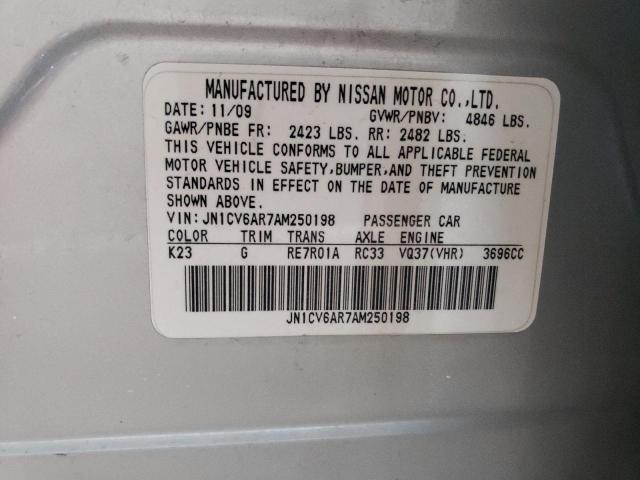 MANUFACTURED BY NISSAN MOTOR CO.,LTD.
DATE: 11/09 GVWR/PNBV: 4846 LBS.
GAWR/PNBE FR: 2423 LBS. RR: 2482 LBS.
THIS VEHICLE CONFORMS TO ALL APPLICABLE FEDERAL
MOTOR VEHICLE SAFETY,BUMPER,AND THEFT PREVENTION
STANDARDS IN EFFECT ON THE DATE OF MANUFACTURE
SHOWN ABOVE.
VIN: JN1CV6AR7AM250198 PASSENGER CAR
COLOR TRIM TRANS AXLE ENGINE
K23 G RE7R01A RC33 VQ37(VHR) 3696CC
JN1CV6AR7AM250198